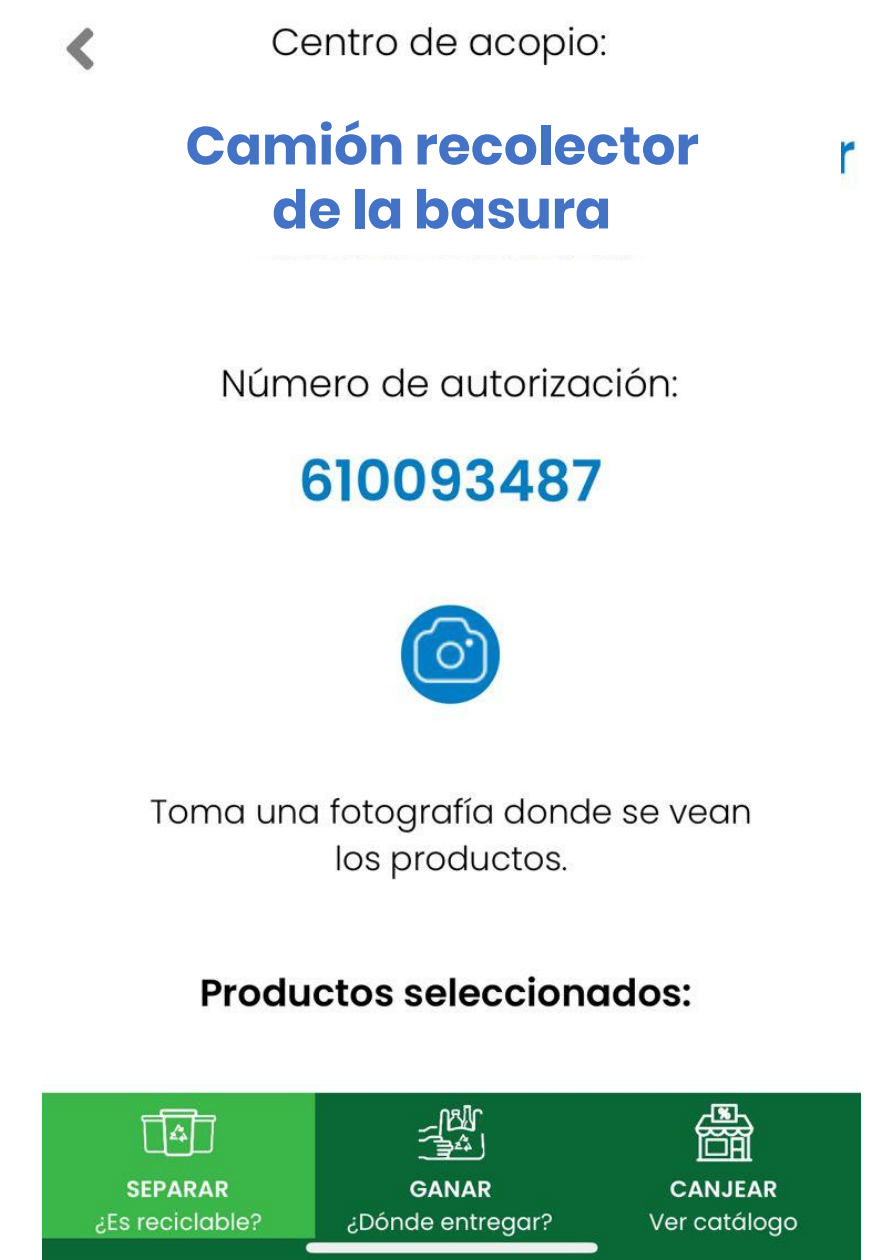 Centro de acopio:
Camión recolector
de la basura
r
Número de autorización:
610093487
Toma una fotografía donde se vean
los productos.
Productos seleccionados:
%
SEPARAR
¿Es reciclable?
GANAR
¿Dónde entregar?
CANJEAR
Ver catálogo